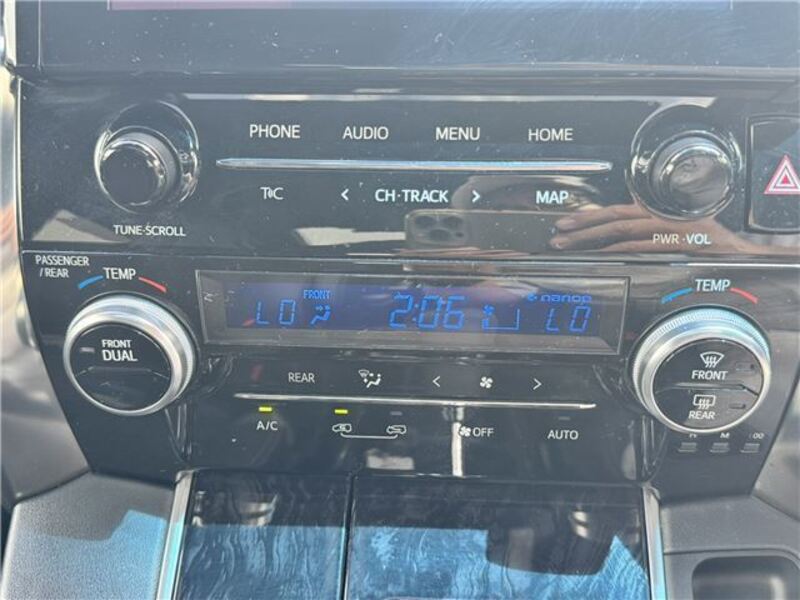 PHONE AUDIO MENU HOME
CH·TRACK MAP
TUNE·SCROLL
PWR·VOL
PASSENGER
/REAR
TEMP
TEMP
FRONT
LO 2:06 nanoe LO
FRONT
DUAL
FRONT
REAR
REAR
A/C OFF AUTO